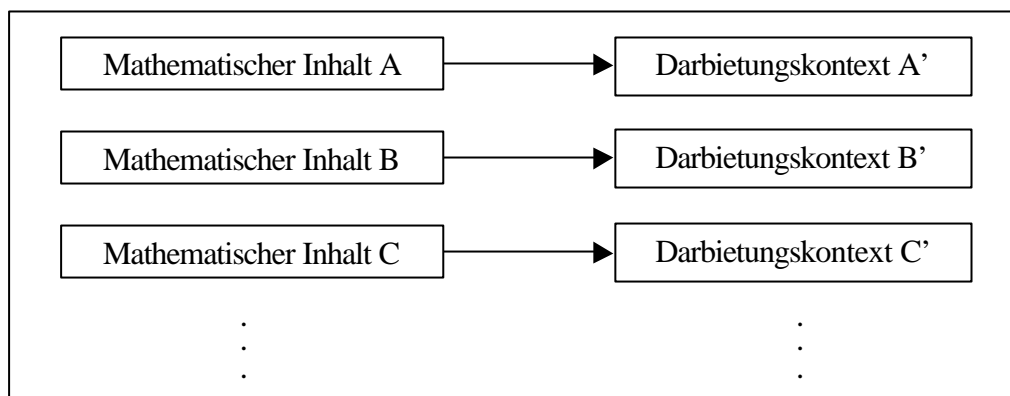 Mathematischer Inhalt A
Darbietungskontext A’
Mathematischer Inhalt B
Darbietungskontext B’
Mathematischer Inhalt C
Darbietungskontext C’
. .
. .
. .